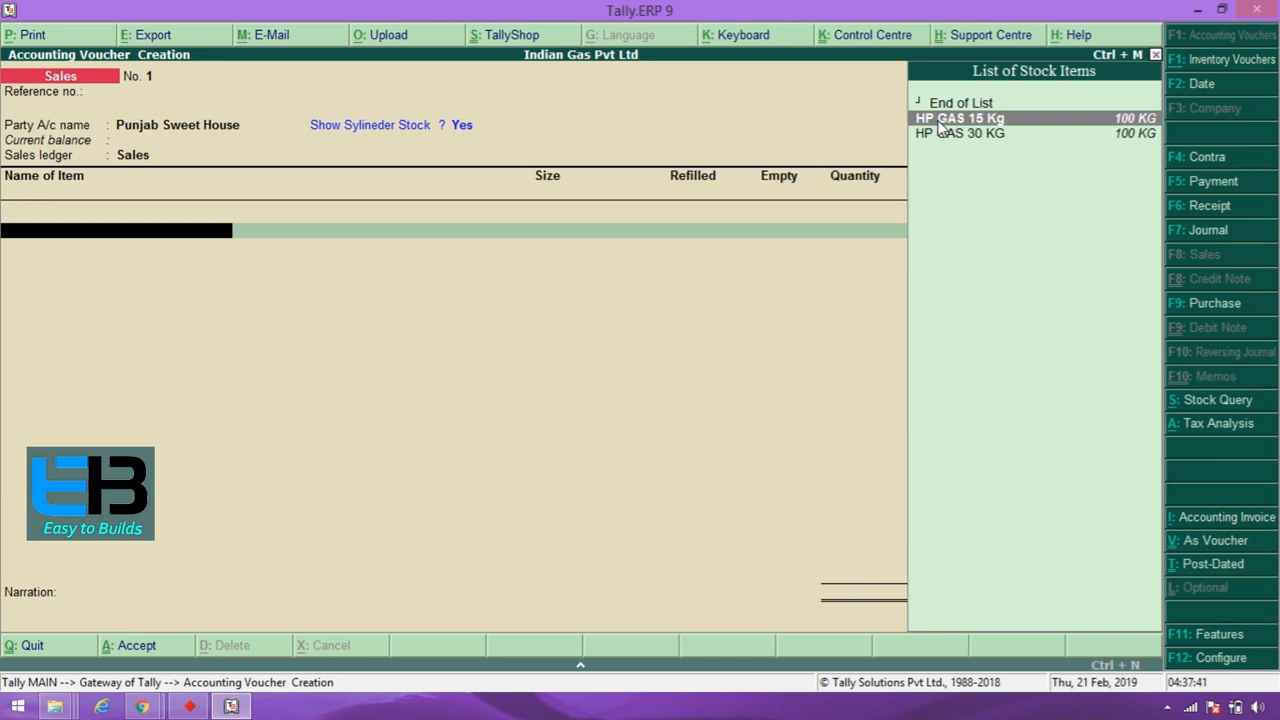 Tally.ERP 9
P: Print E: Export M: E-Mail O: Upload S: TallyShop G: Language K: Keyboard K: Control Centre H: Support Centre H: Help
Accounting Voucher Creation Indian Gas Pvt Ltd Ctrl + M
Sales No. 1
Reference no.:
Party A/c name : Punjab Sweet House Show Sylineder Stock ? Yes
Current balance :
Sales ledger : Sales
Name of Item Size Refilled Empty Quantity
List of Stock Items
End of List
HP GAS 15 Kg 100 KG
HP GAS 30 KG 100 KG
F1: Accounting Vouchers
F1: Inventory Vouchers
F2: Date
F3: Company
F4: Contra
F5: Payment
F6: Receipt
F7: Journal
F8: Sales
F8: Credit Note
F9: Purchase
F9: Debit Note
F10: Reversing Journal
F10: Memos
S: Stock Query
A: Tax Analysis
I: Accounting Invoice
V: As Voucher
T: Post-Dated
L: Optional
F11: Features
F12: Configure
EB
Easy to Builds
Narration:
Q: Quit A: Accept D: Delete X: Cancel
Ctrl + N
Tally MAIN --> Gateway of Tally --> Accounting Voucher Creation © Tally Solutions Pvt Ltd., 1988-2018 Thu, 21 Feb, 2019 04:37:41